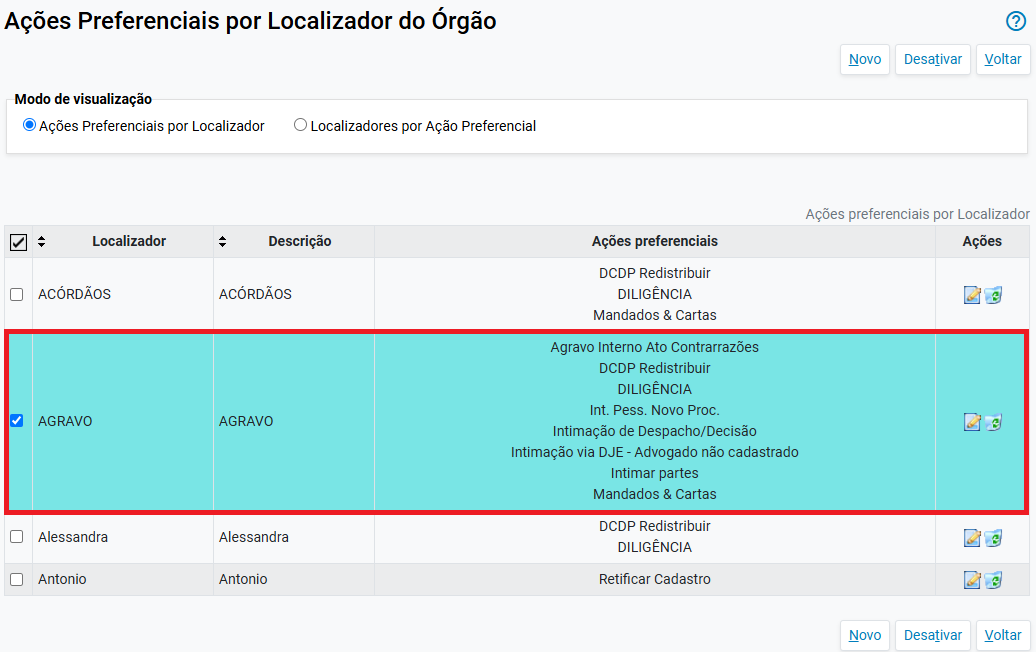 Ações Preferenciais por Localizador do Órgão
?
Novo Desativar Voltar
Modo de visualização
Ações Preferenciais por Localizador Localizadores por Ação Preferencial
Ações preferenciais por Localizador
Localizador Descrição Ações preferenciais Ações
ACÓRDÃOS ACÓRDÃOS
DCDP Redistribuir
DILIGÊNCIA
Mandados & Cartas
AGRAVO AGRAVO
Agravo Interno Ato Contrarrazões
DCDP Redistribuir
DILIGÊNCIA
Int. Pess. Novo Proc.
Intimação de Despacho/Decisão
Intimação via DJE - Advogado não cadastrado
Intimar partes
Mandados & Cartas
Alessandra Alessandra
DCDP Redistribuir
DILIGÊNCIA
Antonio Antonio Retificar Cadastro
Novo Desativar Voltar